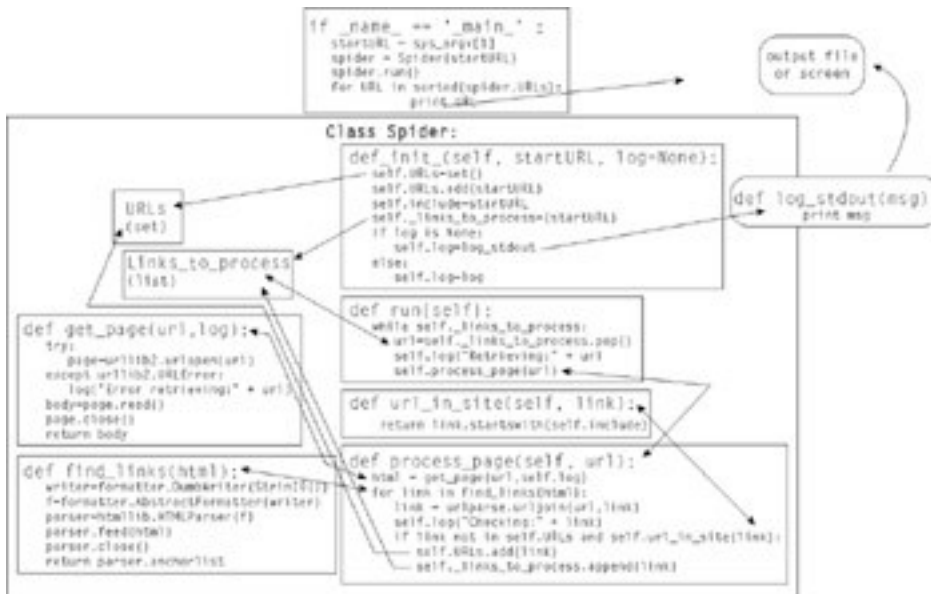 if _name_ == '_main_' :
startURL = sys_argv[1]
spider = Spider(startURL)
spider.run()
for URL in sorted(spider.URLs):
print URL
output file
or screen
Class Spider:
def_init_(self, startURL, log=None):
self.URLs=set()
self.URLs.add(startURL)
self.include=startURL
self._links_to_process=(startURL)
if log is None:
self.log=log_stdout
else:
self.log=log
def log_stdout(msg)
print msg
URLs
(set)
Links_to_process
(list)
def run(self):
while self._links_to_process:
url=self._links_to_process.pop()
self.log("Retrieving:" + url
self.process_page(url)
def get_page(url,log):
try:
page=urllib2.urlopen(url)
except urllib2.URLError:
log("Error retrieving:" + url)
body=page.read()
page.close()
return body
def url_in_site(self, link):
return link.startswith(self.include)
def find_links(html):
writer=formatter.DumbWriter(
f=formatter.AbstractFormatter(writer)
parser=htmllib.HTMLParser(f)
parser.feed(html)
parser.close()
return parser.anchorlist
def process_page(self, url):
html = get_page(url,self.log)
for link in find_links(html):
link = urlparse.urljoin(url,link)
self.log("Checking:" + link)
if link not in self.URLs and self.url_in_site(link):
self.URLs.add(link)
self._links_to_process.append(link)